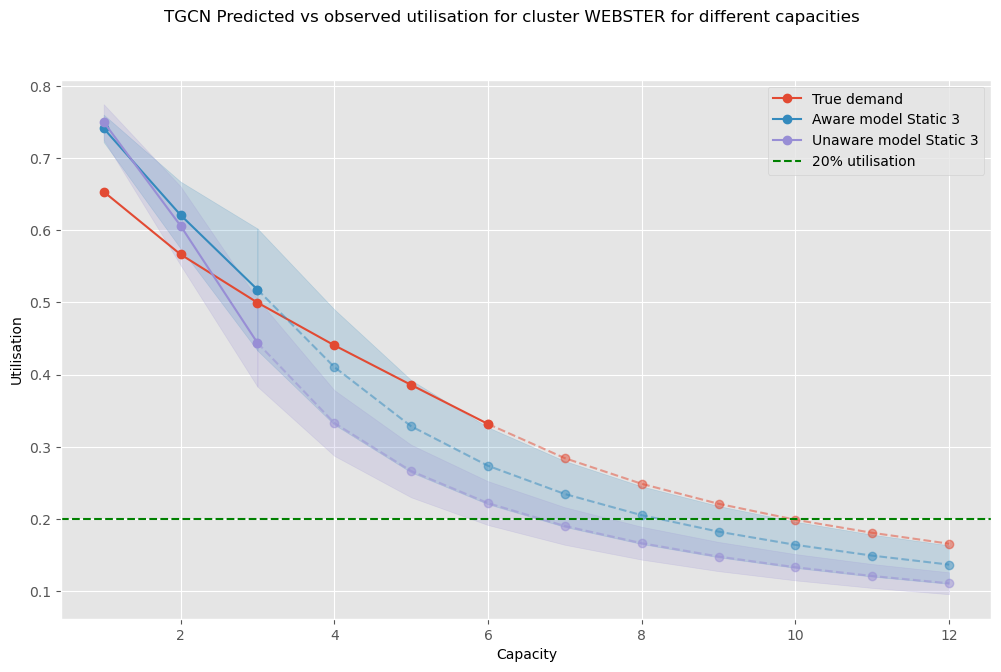 TGCN Predicted vs observed utilisation for cluster WEBSTER for different capacities
True demand
Aware model Static 3
Unaware model Static 3
20% utilisation
Utilisation
0.8
0.7
0.6
0.5
0.4
0.3
0.2
0.1
2 4 6 8 10 12
Capacity